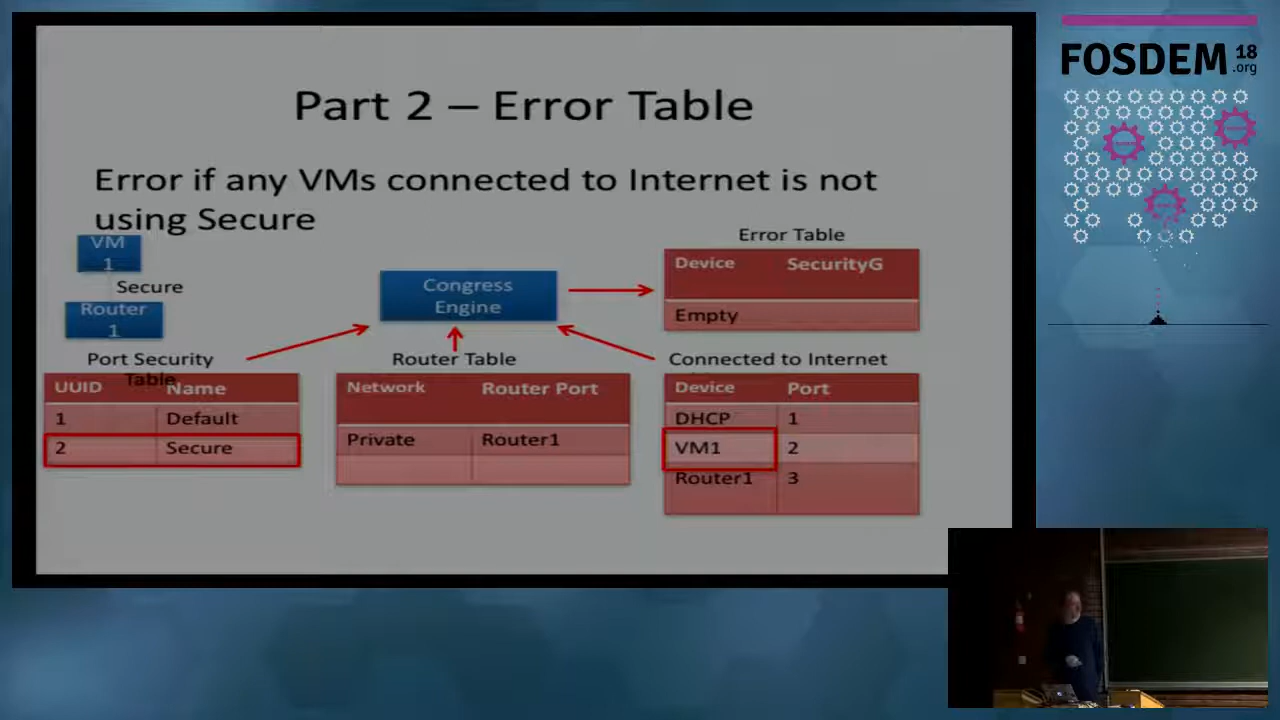 Part 2 – Error Table
Error if any VMs connected to Internet is not
using Secure
VM
1
Secure
Router
1
Congress
Engine
Error Table
Device SecurityG
Empty
Port Security
Table
UUID Name
1 Default
2 Secure
Router Table
Network Router Port
Private Router1
Connected to Internet
Device Port
DHCP 1
VM1 2
Router1 3
FOSDEM 18
.org